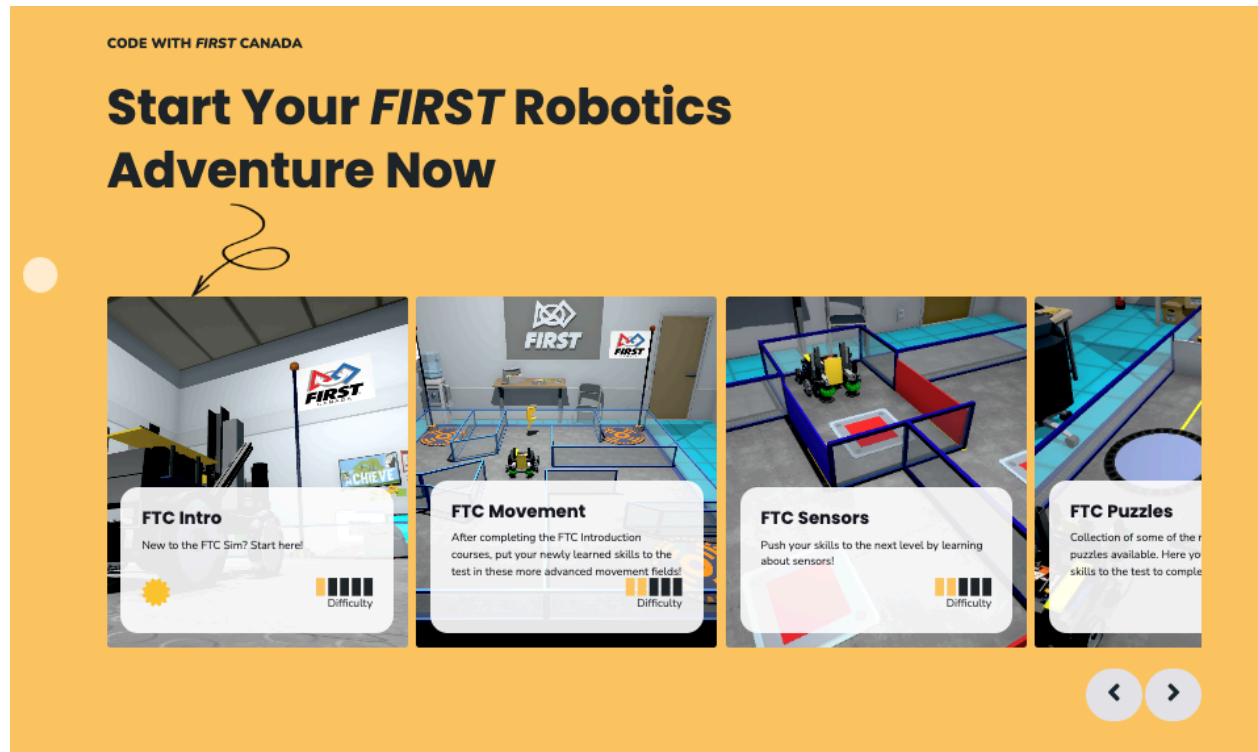 CODE WITH FIRST CANADA
Start Your FIRST Robotics
Adventure Now
FIRST
CANADA
ACHIEVE
FIRST
FIRST
FTC Intro
New to the FTC Sim? Start here!
Difficulty
FTC Movement
After completing the FTC Introduction
courses, put your newly learned skills to the
test in these more advanced movement fields!
Difficulty
FTC Sensors
Push your skills to the next level by learning
about sensors!
Difficulty
FTC Puzzles
Collection of some of the
puzzles available. Here
skills to the test to